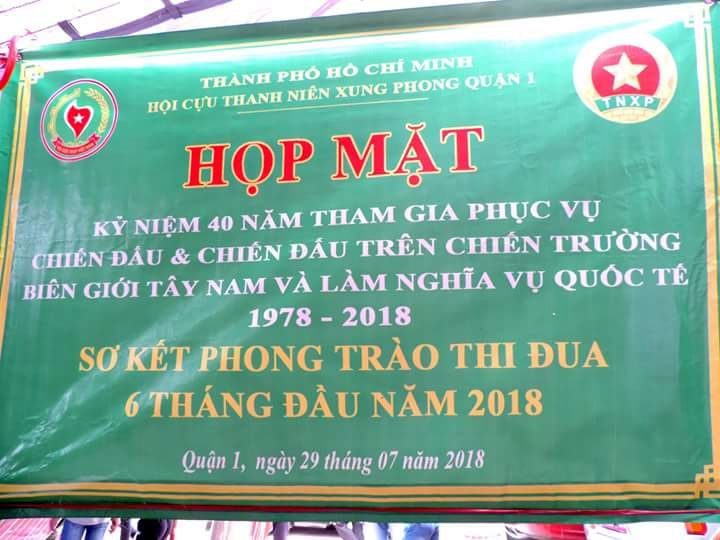 THÀNH PHỐ HỒ CHÍ MINH
HỘI CỰU THANH NIÊN XUNG PHONG QUẬN 1
TNXP
HỌP MẶT
KỶ NIỆM 40 NĂM THAM GIA PHỤC VỤ
CHIẾN ĐẤU & CHIẾN ĐẤU TRÊN CHIẾN TRƯỜNG
BIÊN GIỚI TÂY NAM VÀ LÀM NGHĨA VỤ QUỐC TẾ
1978 - 2018
SƠ KẾT PHONG TRÀO THI ĐUA
6 THÁNG ĐẦU NĂM 2018
Quận 1, ngày 29 tháng 07 năm 2018